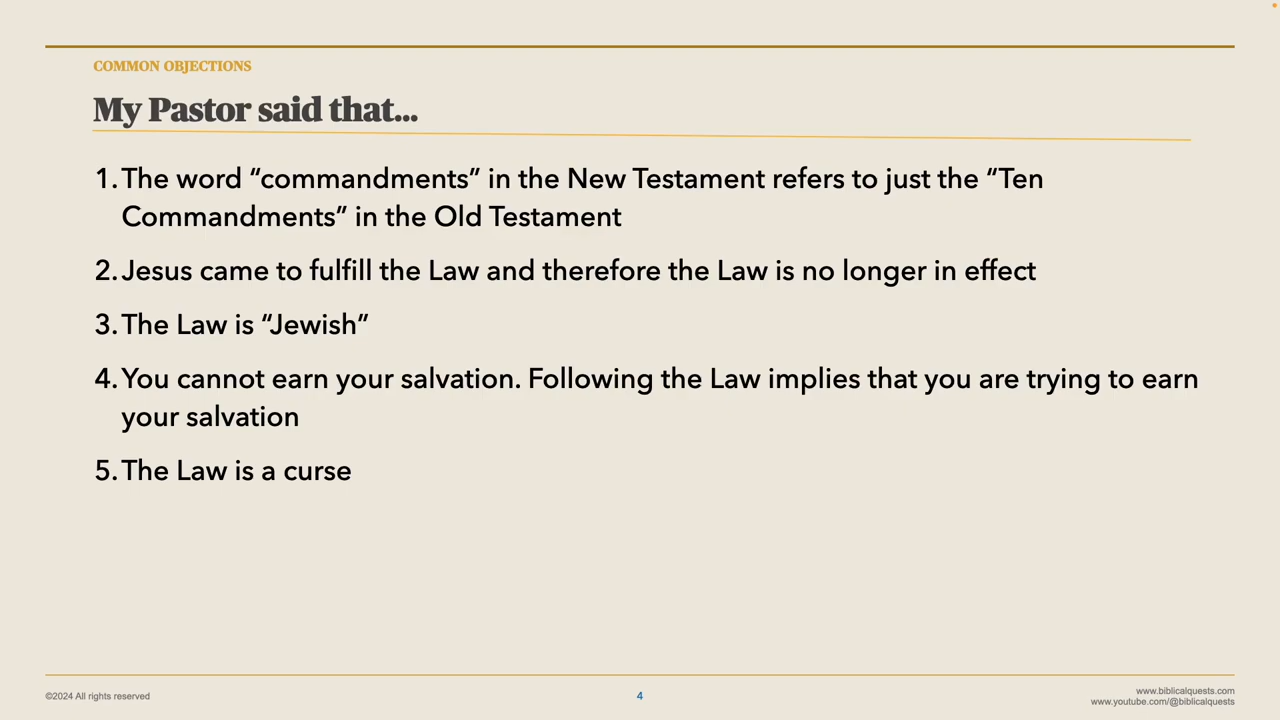 COMMON OBJECTIONS
My Pastor said that...
1. The word “commandments” in the New Testament refers to just the “Ten
Commandments” in the Old Testament
2. Jesus came to fulfill the Law and therefore the Law is no longer in effect
3. The Law is “Jewish”
4. You cannot earn your salvation. Following the Law implies that you are trying to earn
your salvation
5. The Law is a curse
©2024 All rights reserved
4
www.biblicalquests.com
www.youtube.com/@biblicalquests